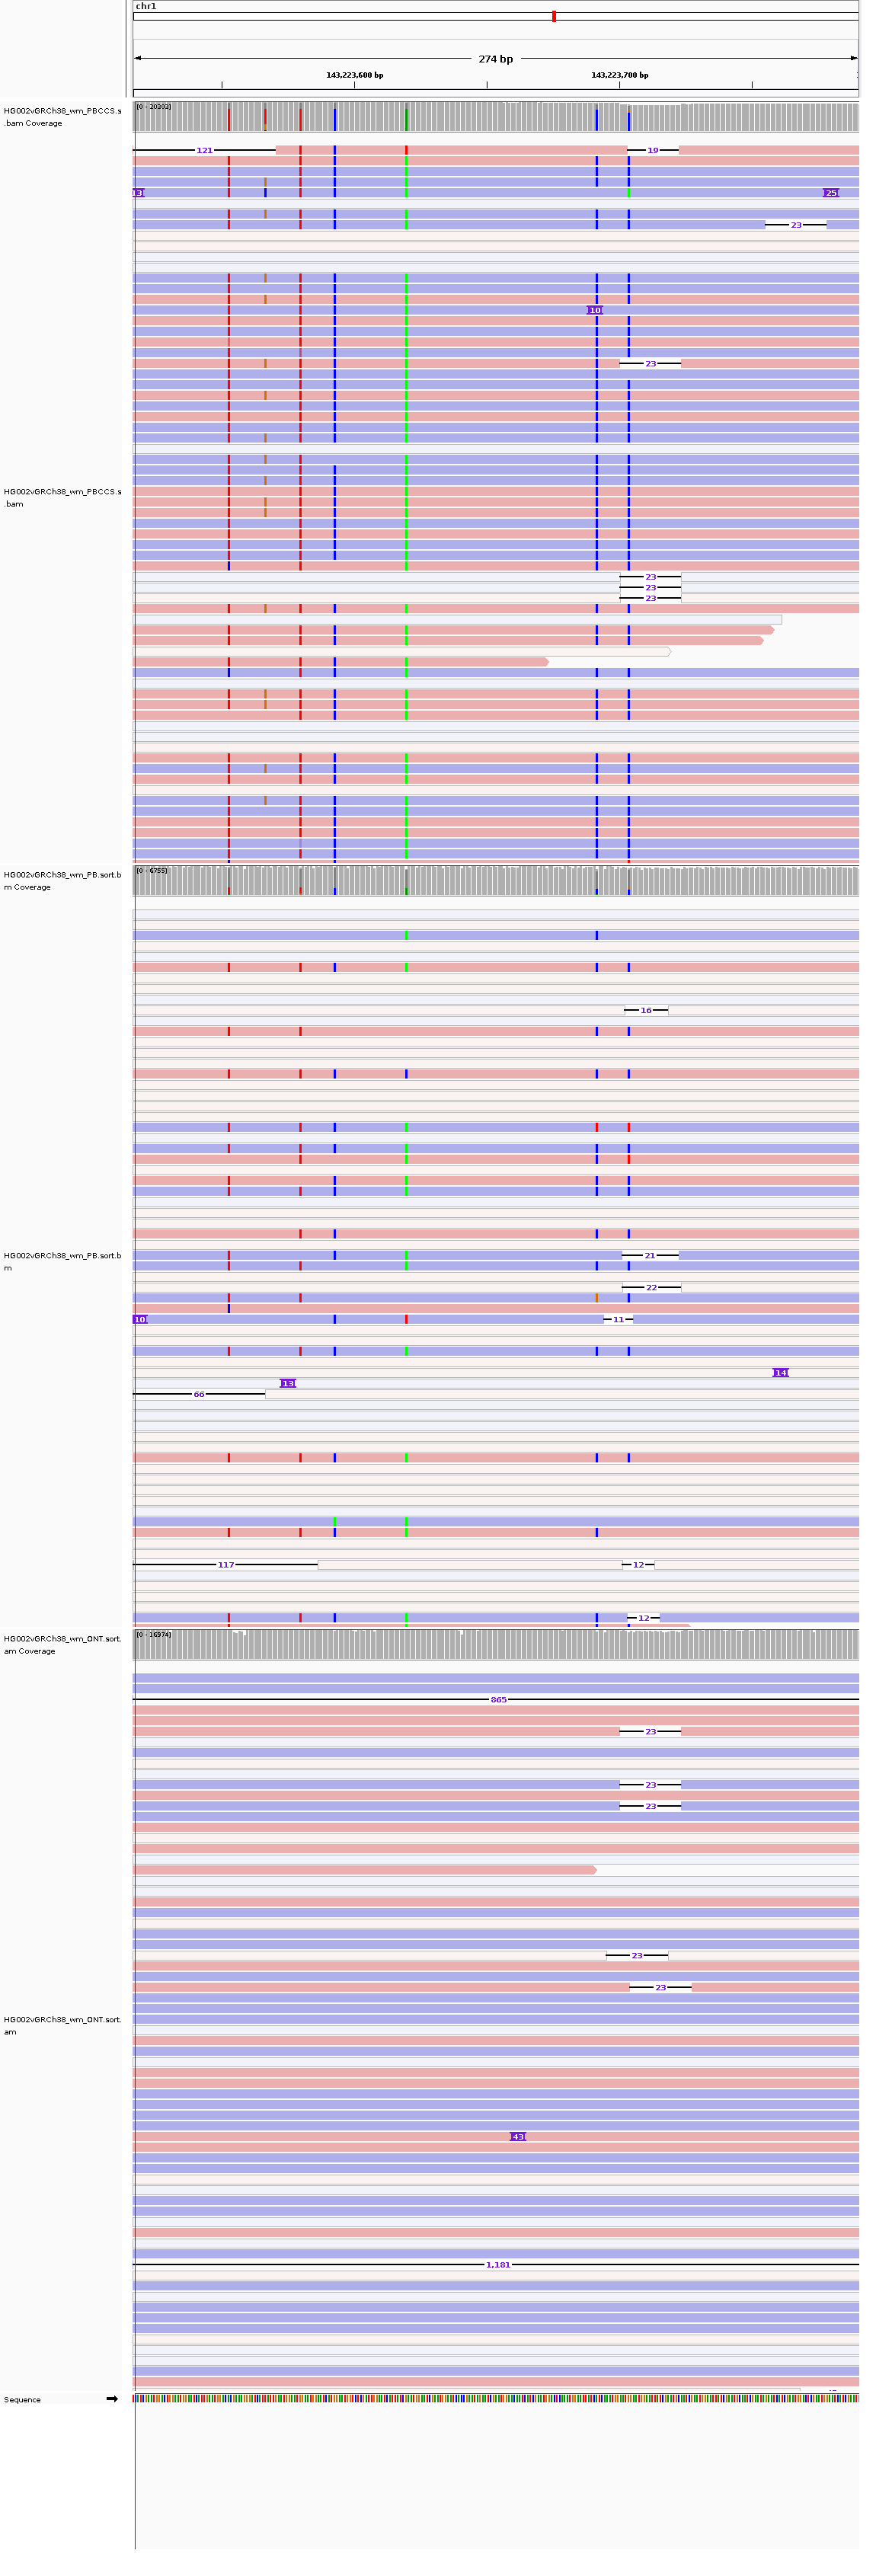 chr1
274 bp
143,223,600 bp
143,223,700 bp
HG002vGRCh38_wm_PBCCS.s
.bam Coverage
[0 - 20202]
121
19
13
25
23
10
23
HG002vGRCh38_wm_PBCCS.s
.bam
23
23
23
HG002vGRCh38_wm_PB.sort.b
m Coverage
[0 - 6755]
16
HG002vGRCh38_wm_PB.sort.b
m
21
22
10
11
14
13
66
117
12
12
HG002vGRCh38_wm_ONT.sort.
am Coverage
[0 - 16974]
865
23
23
23
23
23
HG002vGRCh38_wm_ONT.sort.
am
43
1,181
Sequence